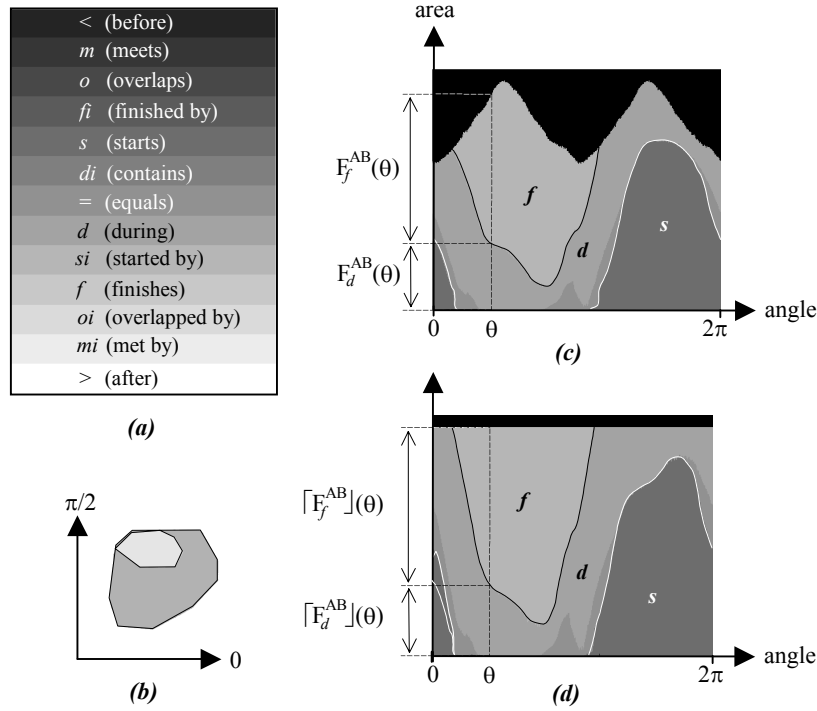 < (before)
m (meets)
o (overlaps)
fi (finished by)
s (starts)
di (contains)
= (equals)
d (during)
si (started by)
f (finishes)
oi (overlapped by)
mi (met by)
> (after)
(a)
π/2
0
(b)
area
F_f^AB(θ)
F_d^AB(θ)
f
d
s
0
θ
2π
angle
(c)
⌈F_f^AB⌋(θ)
⌈F_d^AB⌋(θ)
f
d
s
0
θ
2π
angle
(d)